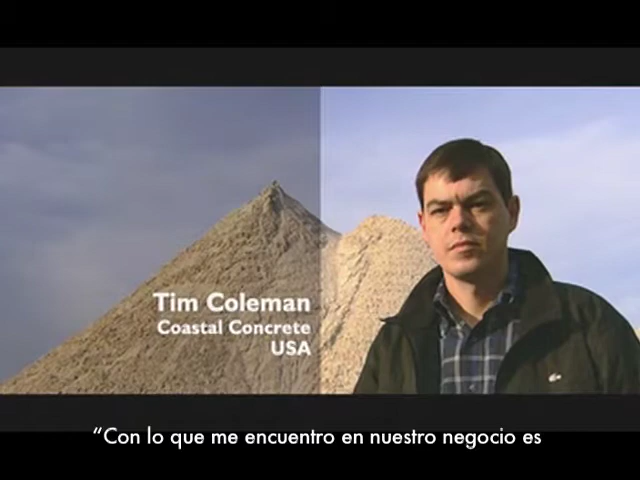 Tim Coleman
Coastal Concrete
USA
“Con lo que me encuentro en nuestro negocio es